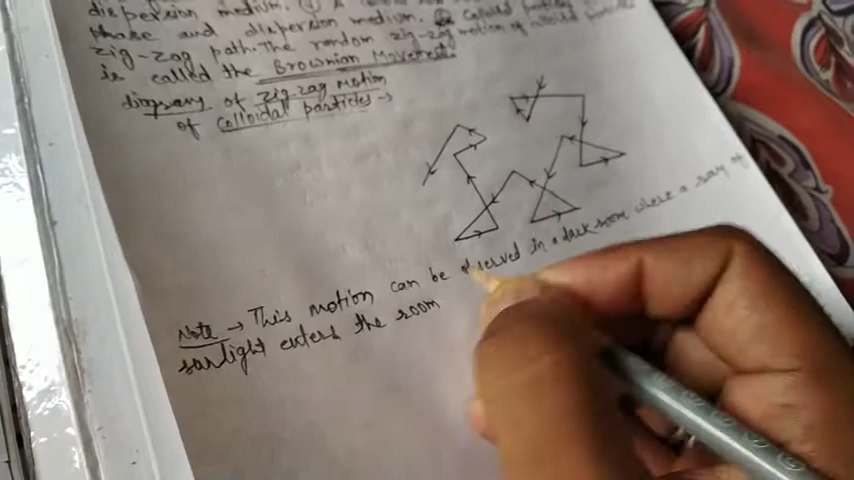 dispersion medium.
phase and dispersion medium. Colloidal particles
zig-zag path. The random zig-zag motion of colloid particles
is called the Brownian Movement.
diagram of zig-zag motion
of colloidal particles →
Note → This motion can be observed in a dark room where a ray of
sunlight enters the room